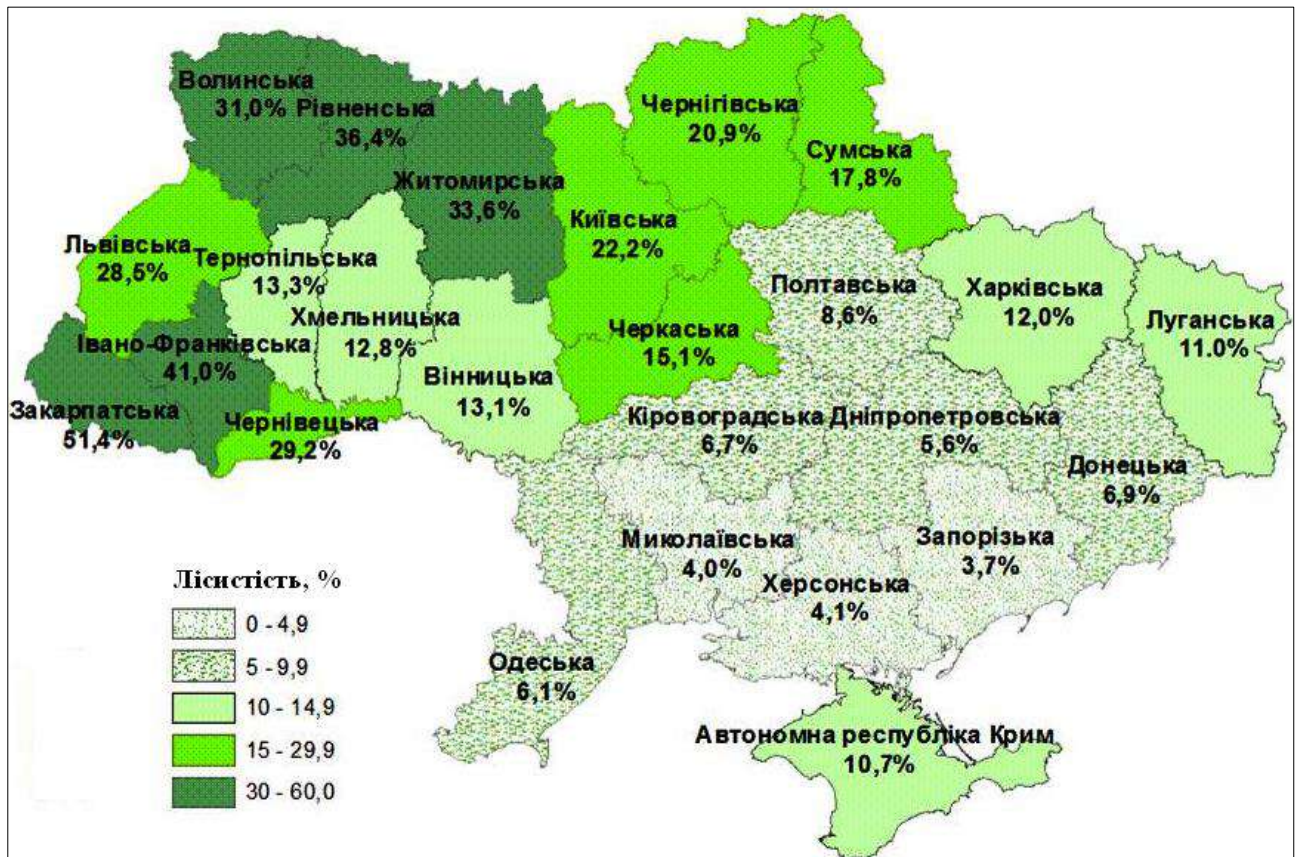 Волинська
31,0%
Рівненська
36,4%
Житомирська
33,6%
Чернігівська
20,9%
Сумська
17,8%
Київська
22,2%
Львівська
28,5%
Тернопільська
13,3%
Хмельницька
12,8%
Полтавська
8,6%
Харківська
12,0%
Луганська
11.0%
Черкаська
15,1%
Івано-Франківська
41,0%
Вінницька
13,1%
Закарпатська
51,4%
Чернівецька
29,2%
Кіровоградська
6,7%
Дніпропетровська
5,6%
Донецька
6,9%
Миколаївська
4,0%
Запорізька
3,7%
Херсонська
4,1%
Одеська
6,1%
Автономна республіка Крим
10,7%
Лісистість, %
0 - 4,9
5 - 9,9
10 - 14,9
15 - 29,9
30 - 60,0